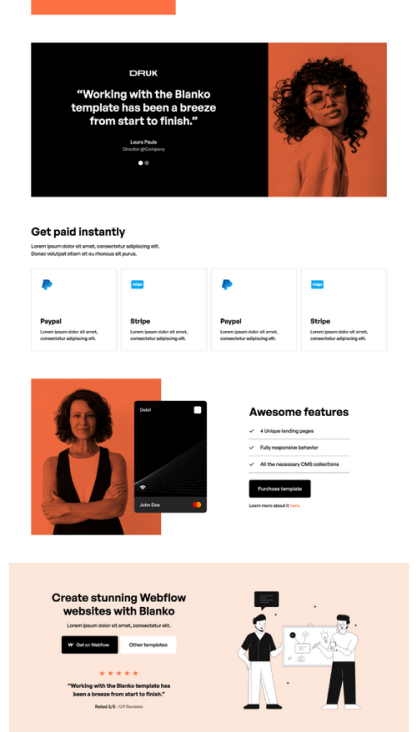 DRUK
“Working with the Blanko
template has been a breeze
from start to finish.”
Laura Pauls
Director @Company
Get paid instantly
Lorem ipsum dolor sit amet, consectetur adipiscing elit.
Donec volutpat etiam sit eu rhoncus sit purus.
stripe
stripe
Paypal
Lorem ipsum dolor sit amet,
consectetur adipiscing elit.
Stripe
Lorem ipsum dolor sit amet,
consectetur adipiscing elit.
Paypal
Lorem ipsum dolor sit amet,
consectetur adipiscing elit.
Stripe
Lorem ipsum dolor sit amet,
consectetur adipiscing elit.
Debit
John Doe
Awesome features
4 Unique landing pages
Fully responsive behavior
All the necessary CMS collections
Purchase template
Learn more about it here.
Create stunning Webflow
websites with Blanko
Lorem ipsum dolor sit amet, consectetur elit.
Get on Webflow
Other templates
“Working with the Blanko template has
been a breeze from start to finish.”
Rated 5/5 - 129 Reviews